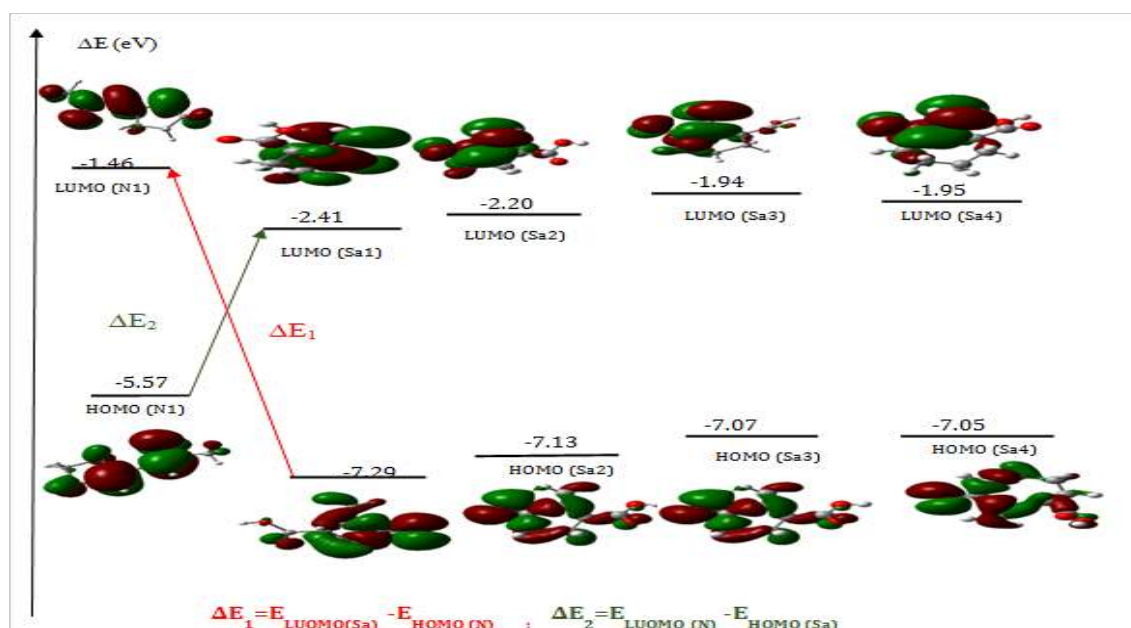 ΔE (eV)
-1.46
LUMO (N1)
-2.41
LUMO (Sa1)
-2.20
LUMO (Sa2)
-1.94
LUMO (Sa3)
-1.95
LUMO (Sa4)
ΔE2
ΔE1
-5.57
HOMO (N1)
-7.29
-7.13
HOMO (Sa2)
-7.07
HOMO (Sa3)
-7.05
HOMO (Sa4)
ΔE1=ELUOMO(Sa) -EHOMO (N) ; ΔE2=ELUOMO (N) -EHOMO (Sa)